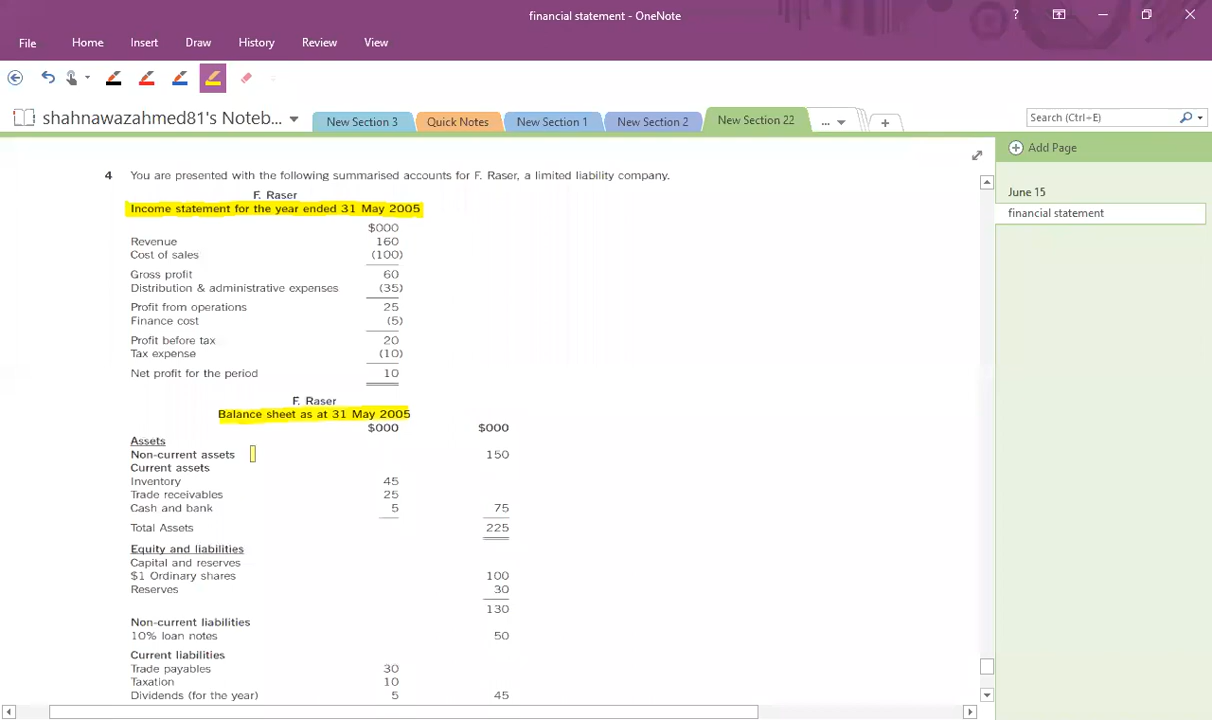 financial statement - OneNote
?
File Home Insert Draw History Review View
shahnawazahmed81's Noteb... New Section 3 Quick Notes New Section 1 New Section 2 New Section 22 ... Search (Ctrl+E)
Add Page
June 15
financial statement
4 You are presented with the following summarised accounts for F. Raser, a limited liability company.
F. Raser
Income statement for the year ended 31 May 2005
$000
Revenue 160
Cost of sales (100)
Gross profit 60
Distribution & administrative expenses (35)
Profit from operations 25
Finance cost (5)
Profit before tax 20
Tax expense (10)
Net profit for the period 10
F. Raser
Balance sheet as at 31 May 2005
$000 $000
Assets
Non-current assets 150
Current assets
Inventory 45
Trade receivables 25
Cash and bank 5 75
Total Assets 225
Equity and liabilities
Capital and reserves
$1 Ordinary shares 100
Reserves 30
130
Non-current liabilities
10% loan notes 50
Current liabilities
Trade payables 30
Taxation 10
Dividends (for the year) 5 45